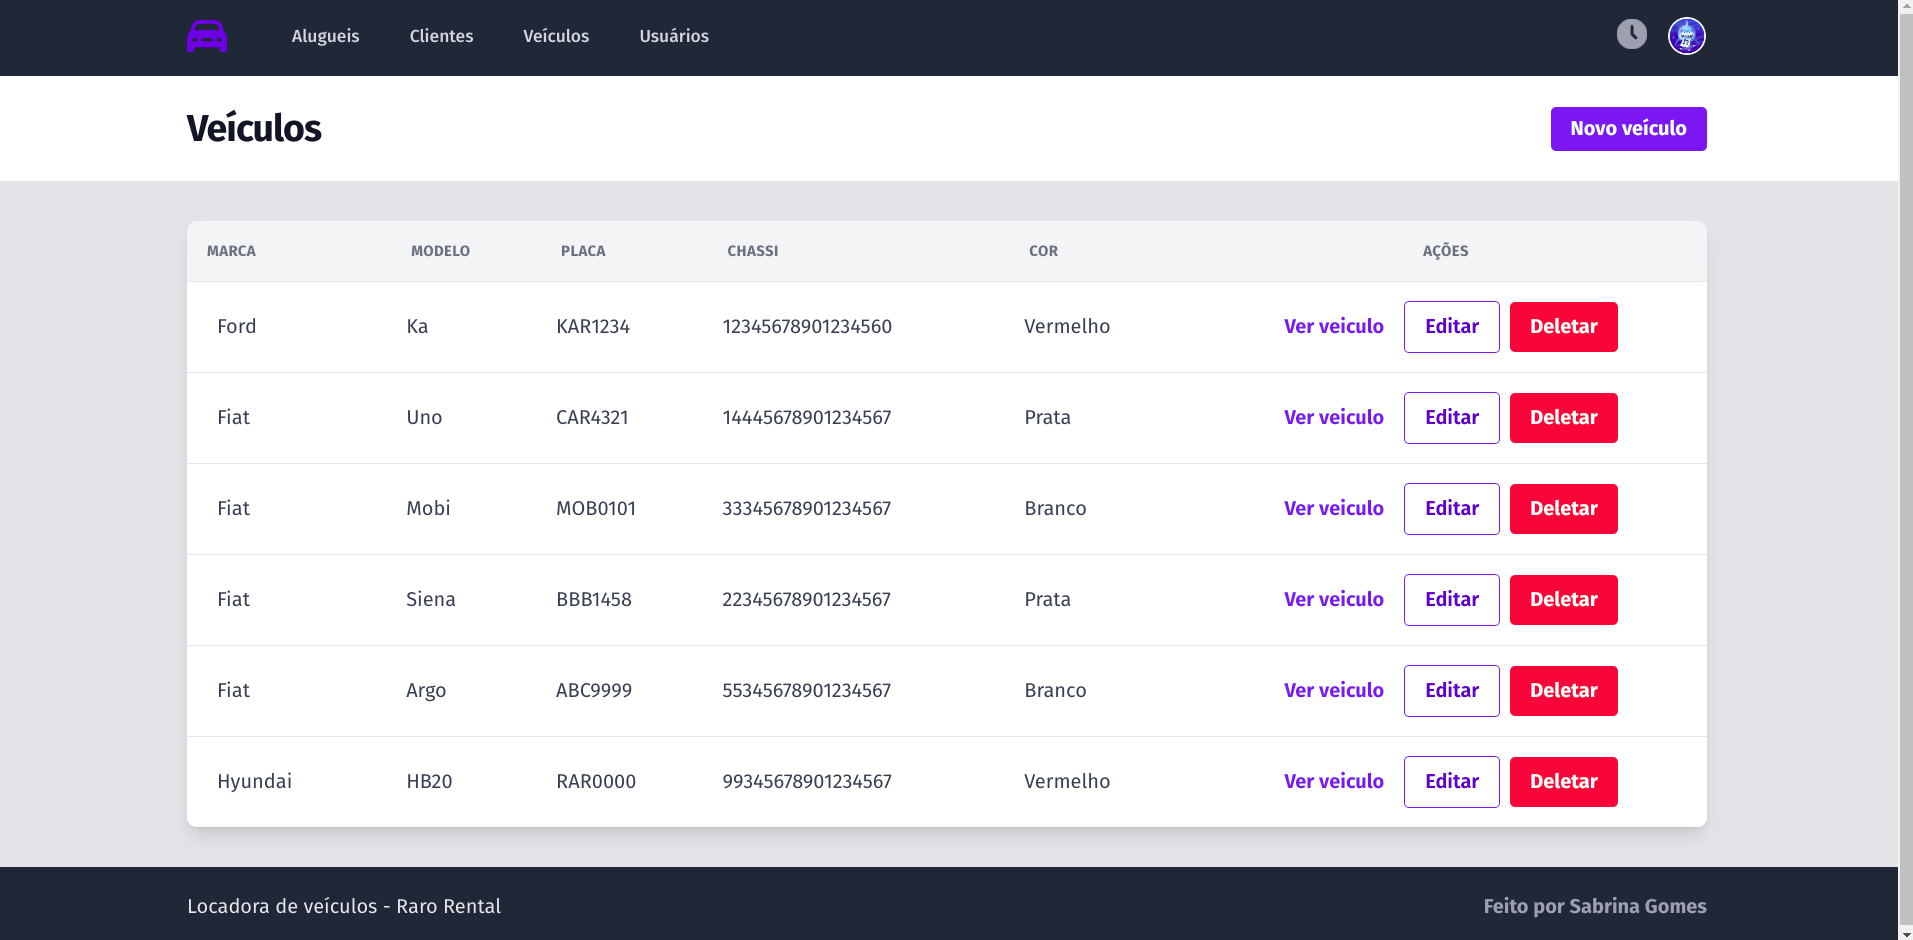 Alugueis Clientes Veículos Usuários
Veículos Novo veículo
MARCA MODELO PLACA CHASSI COR AÇÕES
Ford Ka KAR1234 12345678901234560 Vermelho Ver veiculo Editar Deletar
Fiat Uno CAR4321 14445678901234567 Prata Ver veiculo Editar Deletar
Fiat Mobi MOB0101 33345678901234567 Branco Ver veiculo Editar Deletar
Fiat Siena BBB1458 22345678901234567 Prata Ver veiculo Editar Deletar
Fiat Argo ABC9999 55345678901234567 Branco Ver veiculo Editar Deletar
Hyundai HB20 RAR0000 99345678901234567 Vermelho Ver veiculo Editar Deletar
Locadora de veículos - Raro Rental Feito por Sabrina Gomes